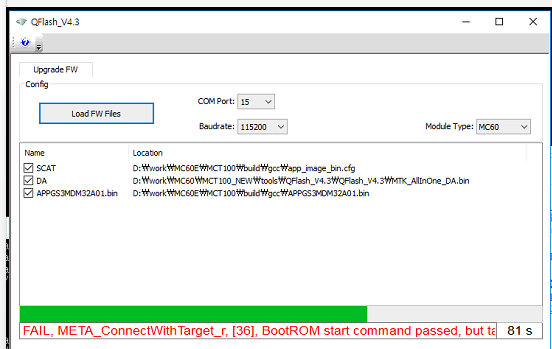 QFlash_V4.3
Upgrade FW
Config
Load FW Files
COM Port: 15
Baudrate: 115200
Module Type: MC60
Name Location
SCAT D:₩work₩MC60E₩MCT100₩build₩gcc₩app_image_bin.cfg
DA D:₩work₩MC60₩MCT100_NEW₩tools₩QFlash_V4.3₩QFlash_V4.3₩MTK_AllInOne_DA.bin
APPGS3MDM32A01.bin D:₩work₩MC60E₩MCT100₩build₩gcc₩APPGS3MDM32A01.bin
FAIL, META_ConnectWithTarget_r, [36], BootROM start command passed, but ta 81 s